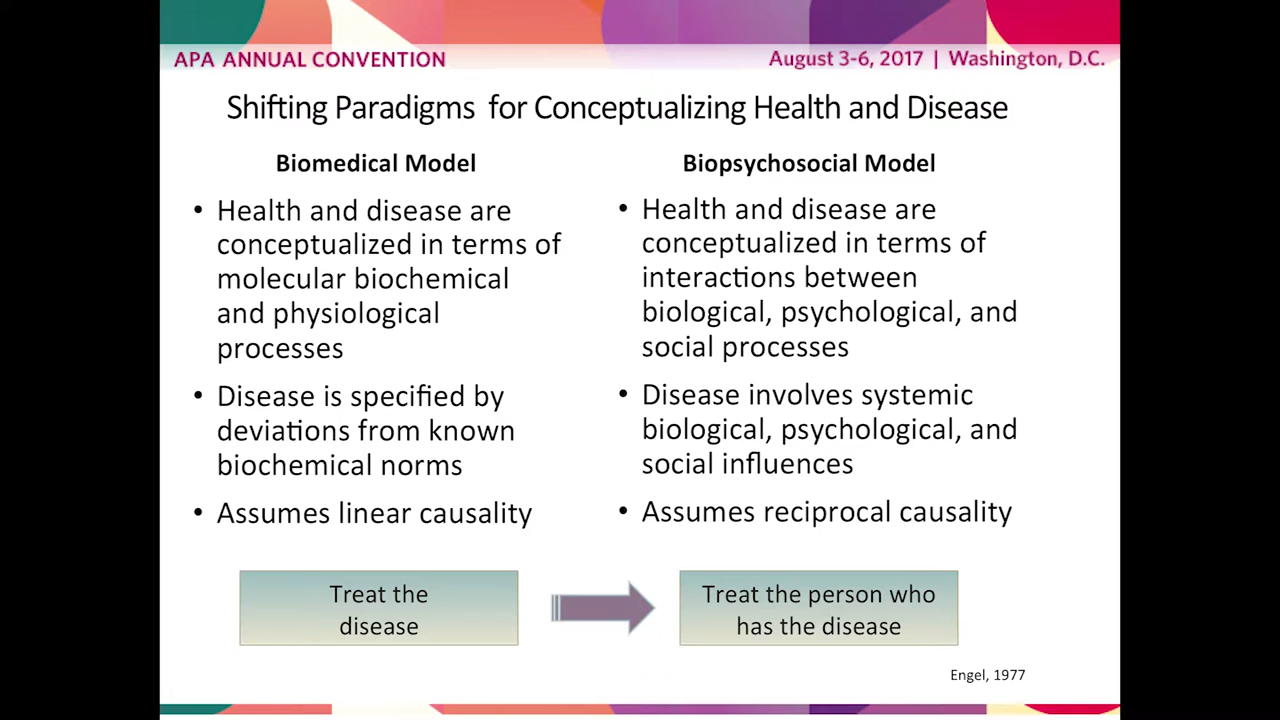 APA ANNUAL CONVENTION
August 3-6, 2017 | Washington, D.C.
Shifting Paradigms for Conceptualizing Health and Disease
Biomedical Model
• Health and disease are
conceptualized in terms of
molecular biochemical
and physiological
processes
• Disease is specified by
deviations from known
biochemical norms
• Assumes linear causality
Biopsychosocial Model
• Health and disease are
conceptualized in terms of
interactions between
biological, psychological, and
social processes
• Disease involves systemic
biological, psychological, and
social influences
• Assumes reciprocal causality
Treat the
disease
Treat the person who
has the disease
Engel, 1977